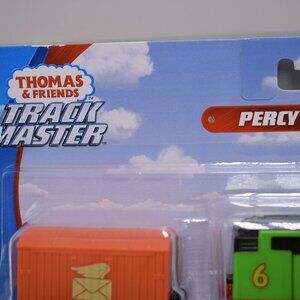 THOMAS
& FRIENDS
TRACK
MASTER
PERCY
6